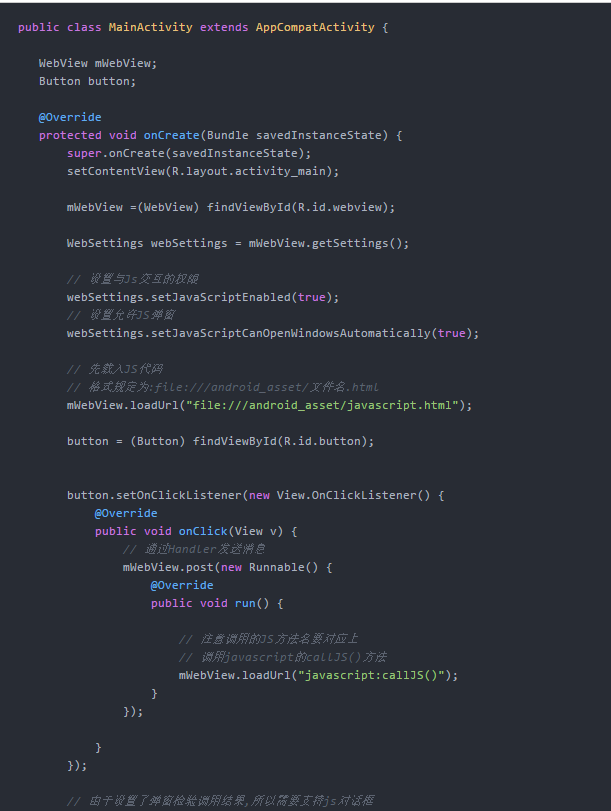 public class MainActivity extends AppCompatActivity {
WebView mWebView;
Button button;
@Override
protected void onCreate(Bundle savedInstanceState) {
super.onCreate(savedInstanceState);
setContentView(R.layout.activity_main);
mWebView =(WebView) findViewById(R.id.webview);
WebSettings webSettings = mWebView.getSettings();
// 设置与Js交互的权限
webSettings.setJavaScriptEnabled(true);
// 设置允许JS弹窗
webSettings.setJavaScriptCanOpenWindowsAutomatically(true);
// 先载入JS代码
// 格式规定为:file:///android_asset/文件名.html
mWebView.loadUrl("file:///android_asset/javascript.html");
button = (Button) findViewById(R.id.button);
button.setOnClickListener(new View.OnClickListener() {
@Override
public void onClick(View v) {
// 通过Handler发送消息
mWebView.post(new Runnable() {
@Override
public void run() {
// 注意调用的JS方法名要对应上
// 调用javascript的callJS()方法
mWebView.loadUrl("javascript:callJS()");
}
});
}
});
// 由于设置了弹窗检验调用结果,所以需要支持js对话框